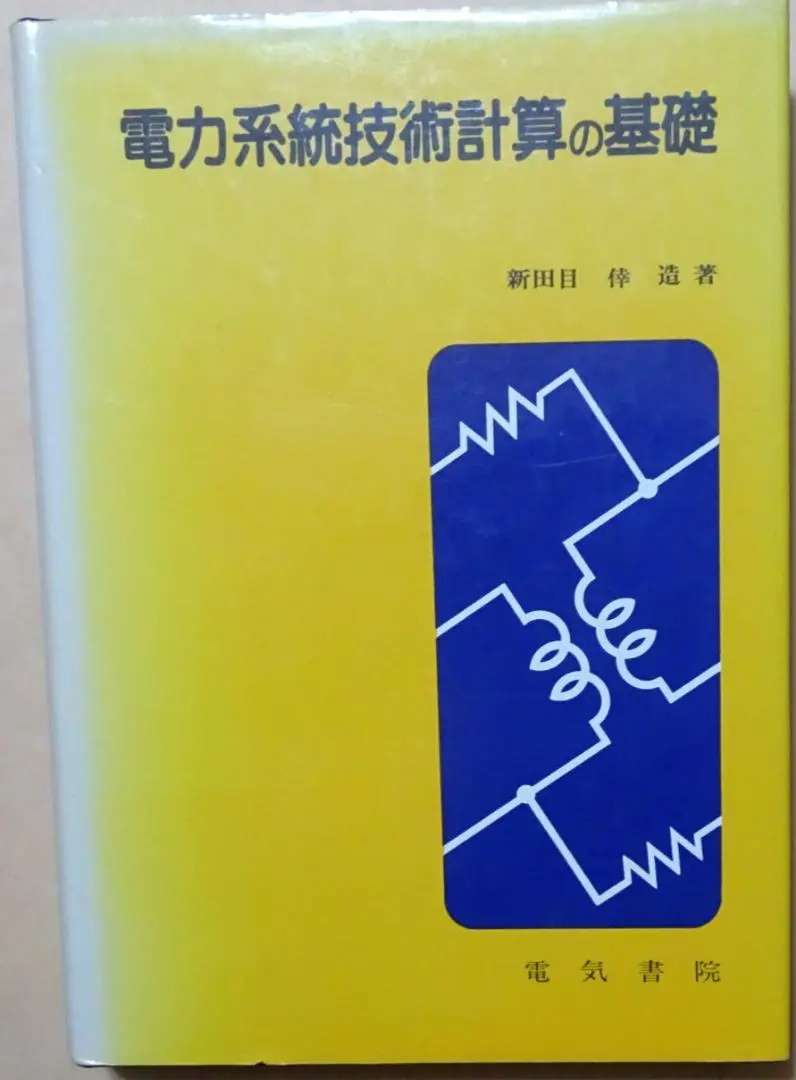 電力系統技術計算の基礎
新田目 倖造 著
電気書院